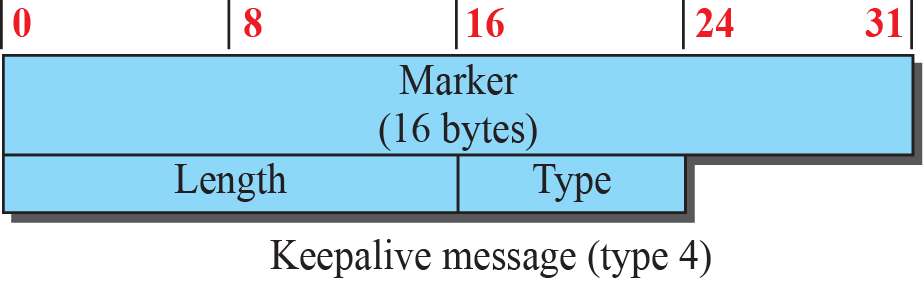 0 8 16 24 31
Marker
(16 bytes)
Length Type
Keepalive message (type 4)